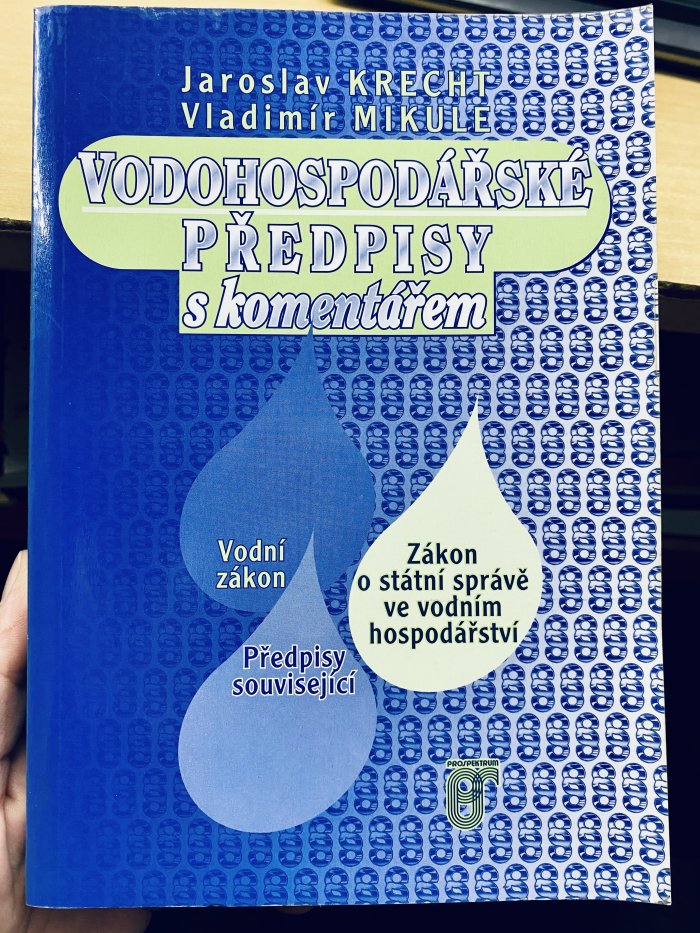 Jaroslav KRECHT
Vladimír MIKULE
VODOHOSPODÁŘSKÉ
PŘEDPISY
s komentářem
Vodní
zákon
Zákon
o státní správě
ve vodním
hospodářství
Předpisy
související
PROSPEKTRUM